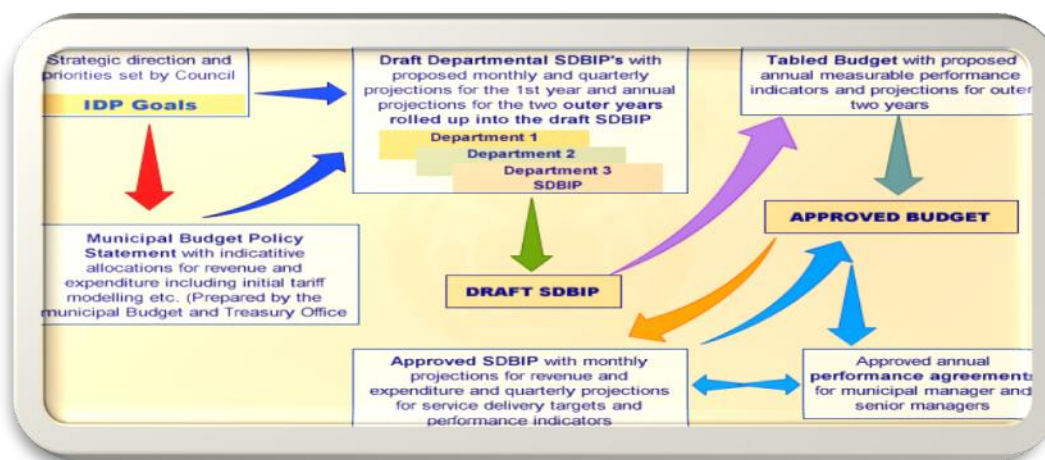 Strategic direction and
priorities set by Council
IDP Goals
Draft Departmental SDBIP's with
proposed monthly and quarterly
projections for the 1st year and annual
projections for the two outer years
rolled up into the draft SDBIP
Department 1
Department 2
Department 3
SDBIP
Tabled Budget with proposed
annual measurable performance
indicators and projections for outer
two years
Municipal Budget Policy
Statement with indicatitive
allocations for revenue and
expenditure including initial tariff
modelling etc. (Prepared by the
municipal Budget and Treasury Office
DRAFT SDBIP
APPROVED BUDGET
Approved SDBIP with monthly
projections for revenue and
expenditure and quarterly projections
for service delivery targets and
performance indicators
Approved annual
performance agreements
for municipal manager and
senior managers